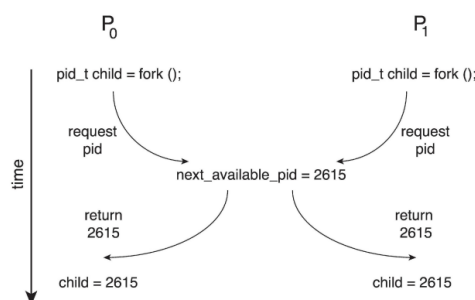 P0 P1
pid_t child = fork (); pid_t child = fork ();
request
pid
request
pid
next_available_pid = 2615
time
return
2615
return
2615
child = 2615 child = 2615